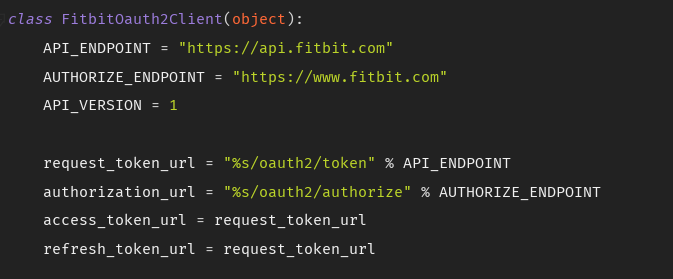 class FitbitOauth2Client(object):
    API_ENDPOINT = "https://api.fitbit.com"
    AUTHORIZE_ENDPOINT = "https://www.fitbit.com"
    API_VERSION = 1

    request_token_url = "%s/oauth2/token" % API_ENDPOINT
    authorization_url = "%s/oauth2/authorize" % AUTHORIZE_ENDPOINT
    access_token_url = request_token_url
    refresh_token_url = request_token_url